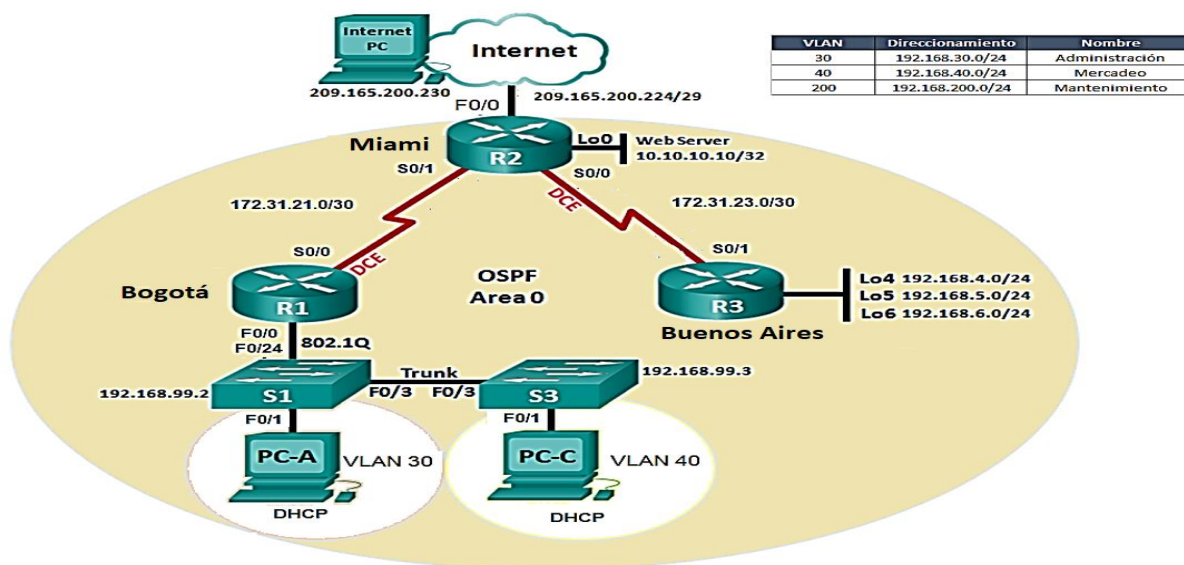 Internet
PC
Internet
209.165.200.230
F0/0
209.165.200.224/29
VLAN Direccionamiento Nombre
30 192.168.30.0/24 Administración
40 192.168.40.0/24 Mercadeo
200 192.168.200.0/24 Mantenimiento
Miami
R2
Lo0
Web Server
10.10.10.10/32
S0/1
S0/0
DCE
172.31.21.0/30
172.31.23.0/30
S0/0
DCE
S0/1
Bogotá
R1
OSPF
Area 0
R3
Buenos Aires
Lo4 192.168.4.0/24
Lo5 192.168.5.0/24
Lo6 192.168.6.0/24
F0/0
F0/24
802.1Q
Trunk
192.168.99.2
S1
F0/3
F0/3
S3
192.168.99.3
F0/1
F0/1
PC-A
VLAN 30
DHCP
PC-C
VLAN 40
DHCP